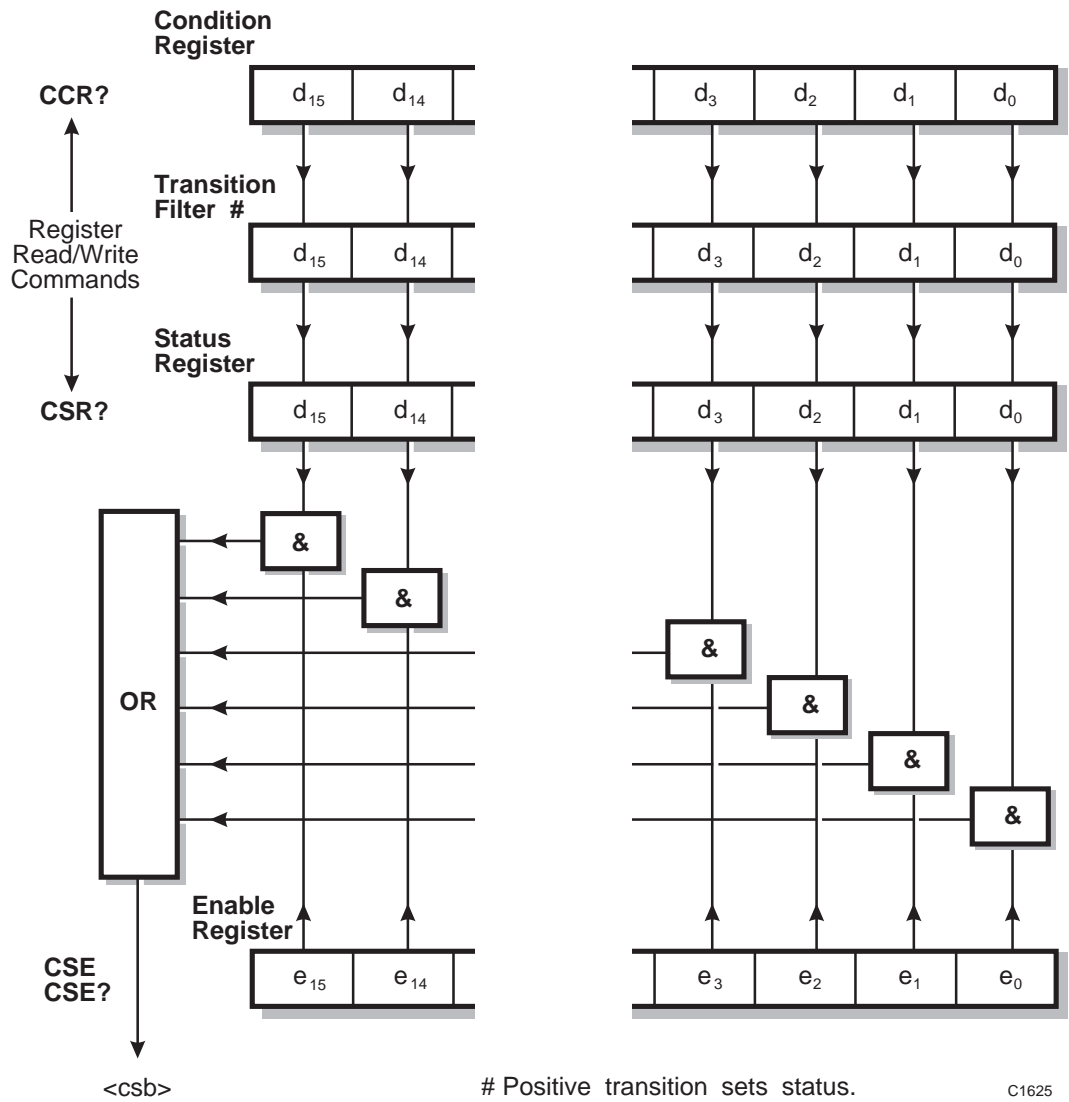 Condition
Register
CCR?
d15 d14 d3 d2 d1 d0
Transition
Filter #
Register
Read/Write
Commands
d15 d14 d3 d2 d1 d0
Status
Register
CSR?
d15 d14 d3 d2 d1 d0
&
&
&
OR
&
&
&
Enable
Register
CSE
CSE?
e15 e14 e3 e2 e1 e0
<csb>
# Positive transition sets status.
C1625